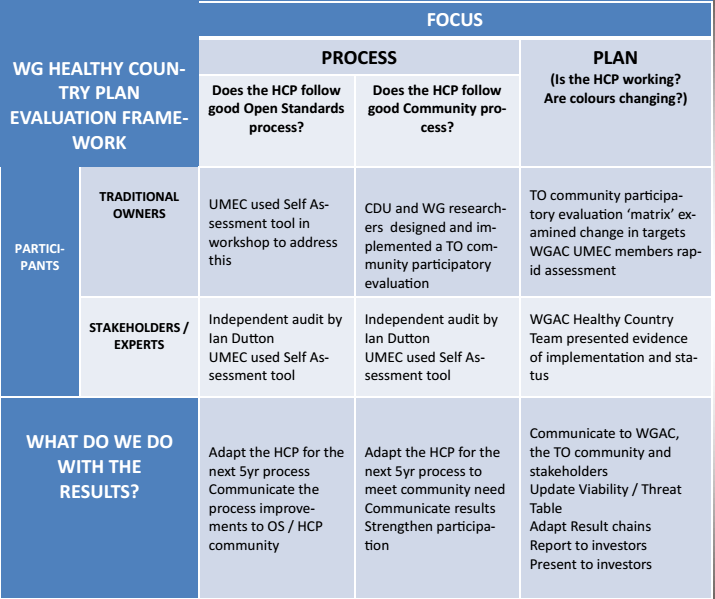 FOCUS
WG HEALTHY COUN-
TRY PLAN
EVALUATION FRAME-
WORK
PROCESS
PLAN
(Is the HCP working?
Are colours changing?)
Does the HCP follow
good Open Standards
process?
Does the HCP follow
good Community pro-
cess?
PARTICI-
PANTS
TRADITIONAL
OWNERS
UMEC used Self As-
sessment tool in
workshop to address
this
CDU and WG research-
ers designed and im-
plemented a TO com-
munity participatory
evaluation
TO community participa-
tory evaluation ‘matrix’ ex-
amined change in targets
WGAC UMEC members rap-
id assessment
STAKEHOLDERS /
EXPERTS
Independent audit by
Ian Dutton
UMEC used Self As-
sessment tool
Independent audit by
Ian Dutton
UMEC used Self As-
sessment tool
WGAC Healthy Country
Team presented evidence
of implementation and sta-
tus
WHAT DO WE DO
WITH THE
RESULTS?
Adapt the HCP for the
next 5yr process
Communicate the
process improve-
ments to OS / HCP
community
Adapt the HCP for the
next 5yr process to
meet community need
Communicate results
Strengthen participa-
tion
Communicate to WGAC,
the TO community and
stakeholders
Update Viability / Threat
Table
Adapt Result chains
Report to investors
Present to investors